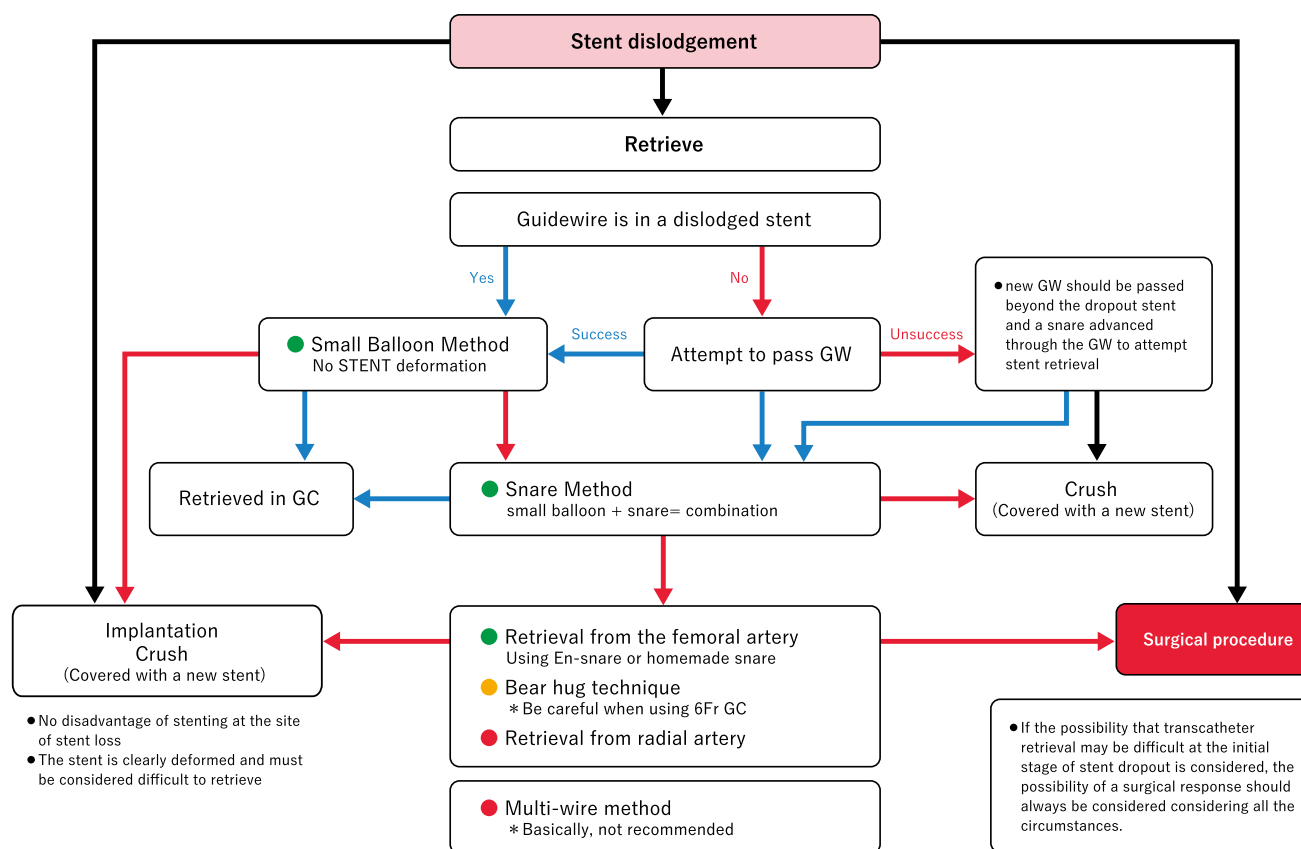 Stent dislodgement
Retrieve
Guidewire is in a dislodged stent
Yes
No
● new GW should be passed
beyond the dropout stent
and a snare advanced
through the GW to attempt
stent retrieval
● Small Balloon Method
No STENT deformation
Success
Attempt to pass GW
Unsuccess
Retrieved in GC
● Snare Method
small balloon + snare= combination
Crush
(Covered with a new stent)
Implantation
Crush
(Covered with a new stent)
● No disadvantage of stenting at the site
of stent loss
● The stent is clearly deformed and must
be considered difficult to retrieve
● Retrieval from the femoral artery
Using En-snare or homemade snare
● Bear hug technique
＊Be careful when using 6Fr GC
● Retrieval from radial artery
● Multi-wire method
＊Basically, not recommended
Surgical procedure
● If the possibility that transcatheter
retrieval may be difficult at the initial
stage of stent dropout is considered, the
possibility of a surgical response should
always be considered considering all the
circumstances.